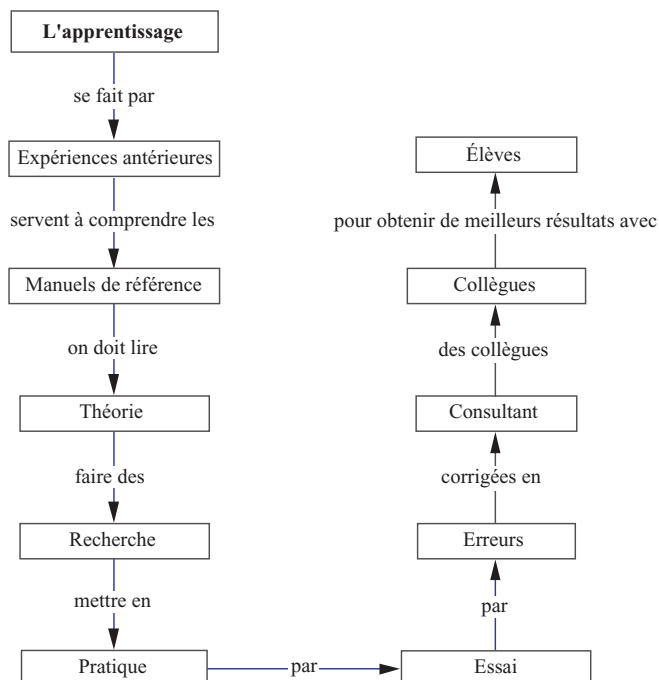 L'apprentissage
se fait par
Expériences antérieures
servent à comprendre les
Manuels de référence
on doit lire
Théorie
faire des
Recherche
mettre en
Pratique
par
Essai
par
Erreurs
corrigées en
Consultant
des collègues
Collègues
pour obtenir de meilleurs résultats avec
Élèves